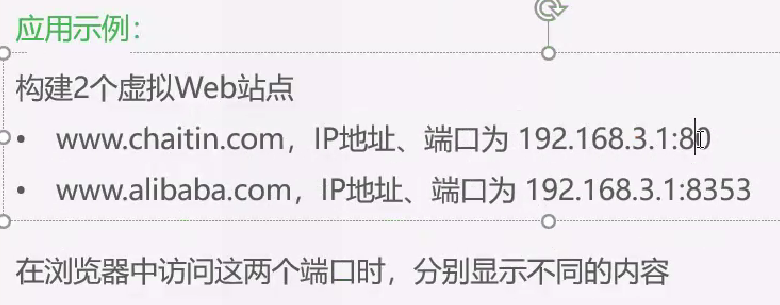 应用示例：
构建2个虚拟Web站点
• www.chaitin.com，IP地址、端口为 192.168.3.1:80
• www.alibaba.com，IP地址、端口为 192.168.3.1:8353
在浏览器中访问这两个端口时，分别显示不同的内容